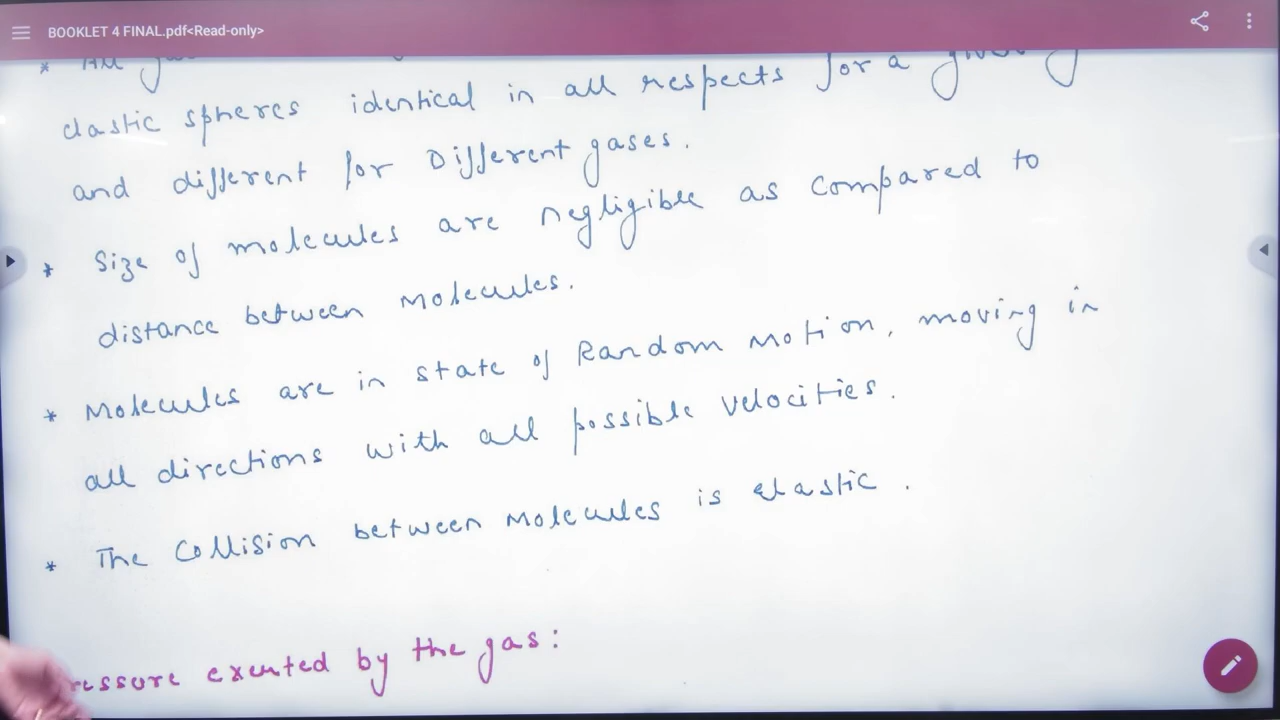 BOOKLET 4 FINAL.pdf<Read-only>
* All
elastic spheres identical in all respects for a given
and different for Different gases.
* Size of molecules are negligible as compared to
distance between molecules.
* Molecules are in state of Random motion, moving in
all directions with all possible velocities.
* The Collision between molecules is elastic.
ressure exerted by the gas: